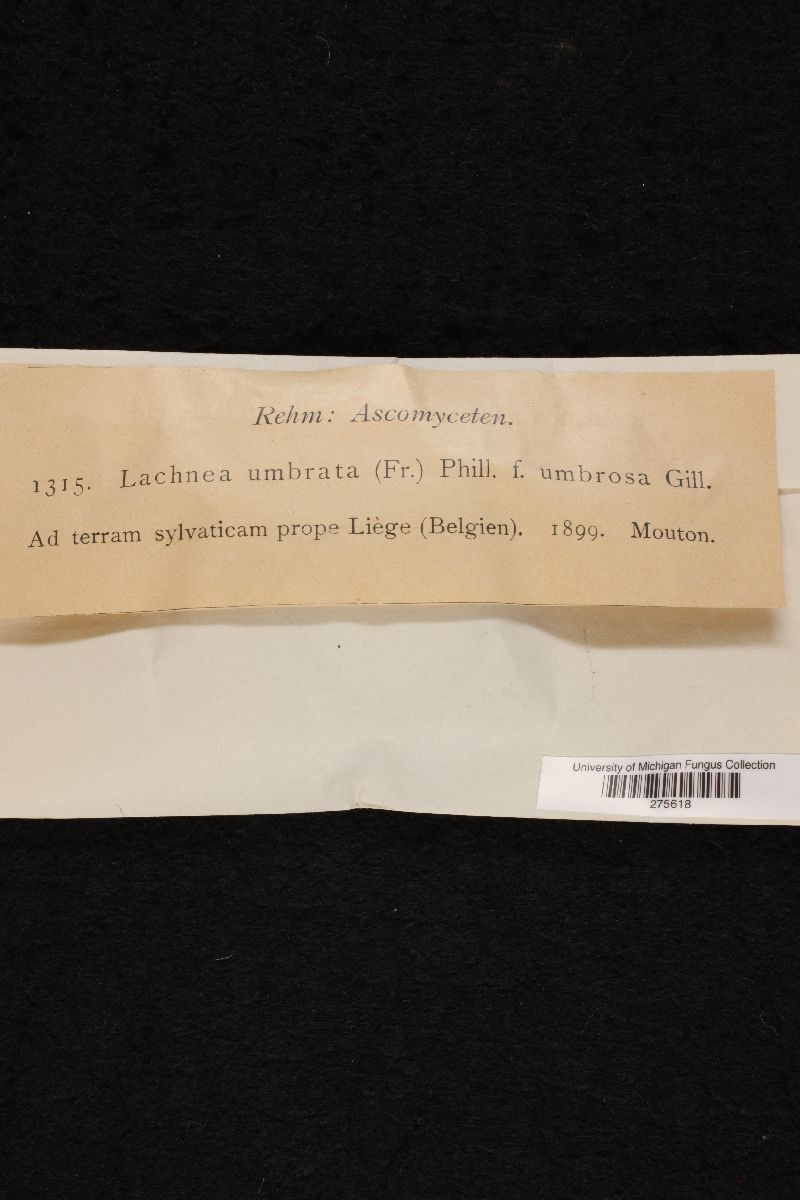 Rehm: Ascomyceten.
1315. Lachnea umbrata (Fr.) Phill. f. umbrosa Gill.
Ad terram sylvaticam prope Liège (Belgien). 1899. Mouton.
University of Michigan Fungus Collection
275618